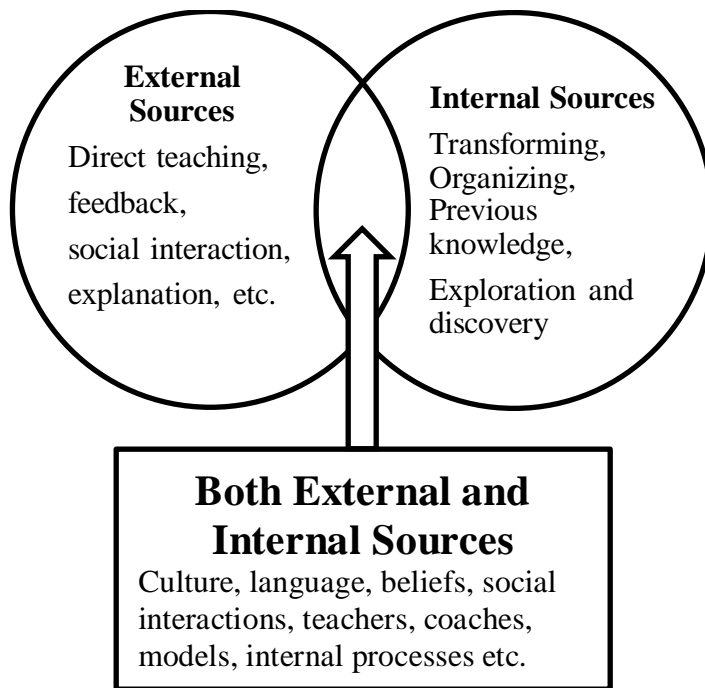 External
Sources
Direct teaching,
feedback,
social interaction,
explanation, etc.
Internal Sources
Transforming,
Organizing,
Previous
knowledge,
Exploration and
discovery
Both External and
Internal Sources
Culture, language, beliefs, social
interactions, teachers, coaches,
models, internal processes etc.